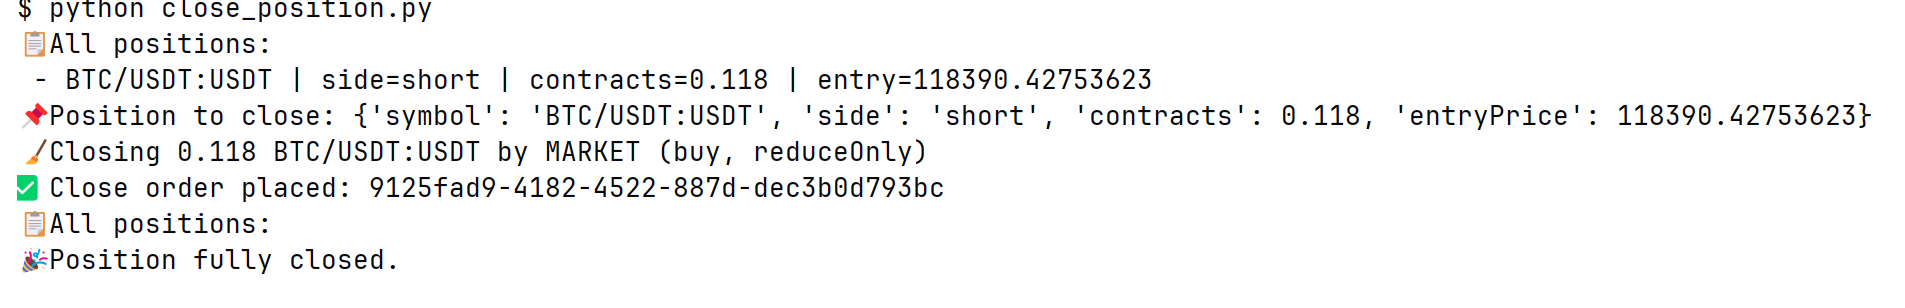 $ python close_position.py
📋All positions:
- BTC/USDT:USDT | side=short | contracts=0.118 | entry=118390.42753623
📌Position to close: {'symbol': 'BTC/USDT:USDT', 'side': 'short', 'contracts': 0.118, 'entryPrice': 118390.42753623}
🧹Closing 0.118 BTC/USDT:USDT by MARKET (buy, reduceOnly)
✅ Close order placed: 9125fad9-4182-4522-887d-dec3b0d793bc
📋All positions:
🎉Position fully closed.